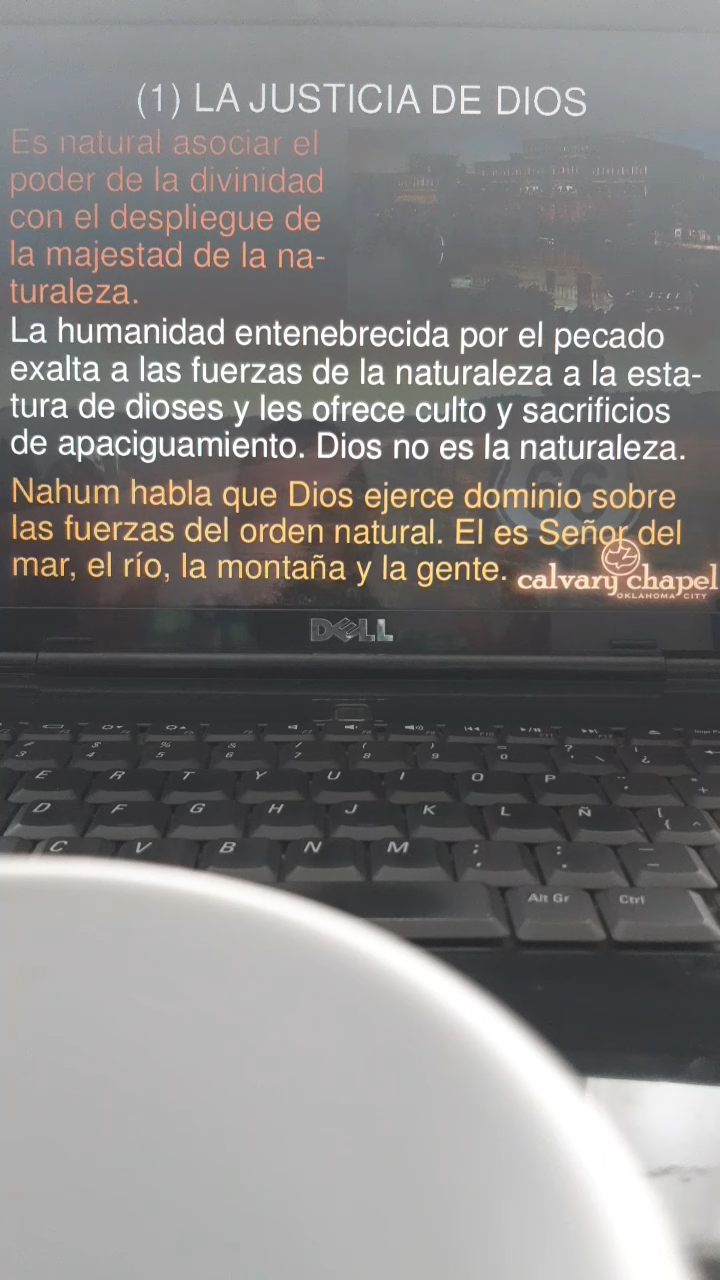 (1) LA JUSTICIA DE DIOS
Es natural asociar el
poder de la divinidad
con el despliegue de
la majestad de la na-
turaleza.
La humanidad entenebrecida por el pecado
exalta a las fuerzas de la naturaleza a la esta-
tura de dioses y les ofrece culto y sacrificios
de apaciguamiento. Dios no es la naturaleza.
66
Nahum habla que Dios ejerce dominio sobre
las fuerzas del orden natural. El es Señor del
mar, el río, la montaña y la gente.
calvary chapel
OKLAHOMA CITY
DELL
E R T Y U I O P
D F G H J K L Ñ
C V B N M
Alt Gr Ctrl